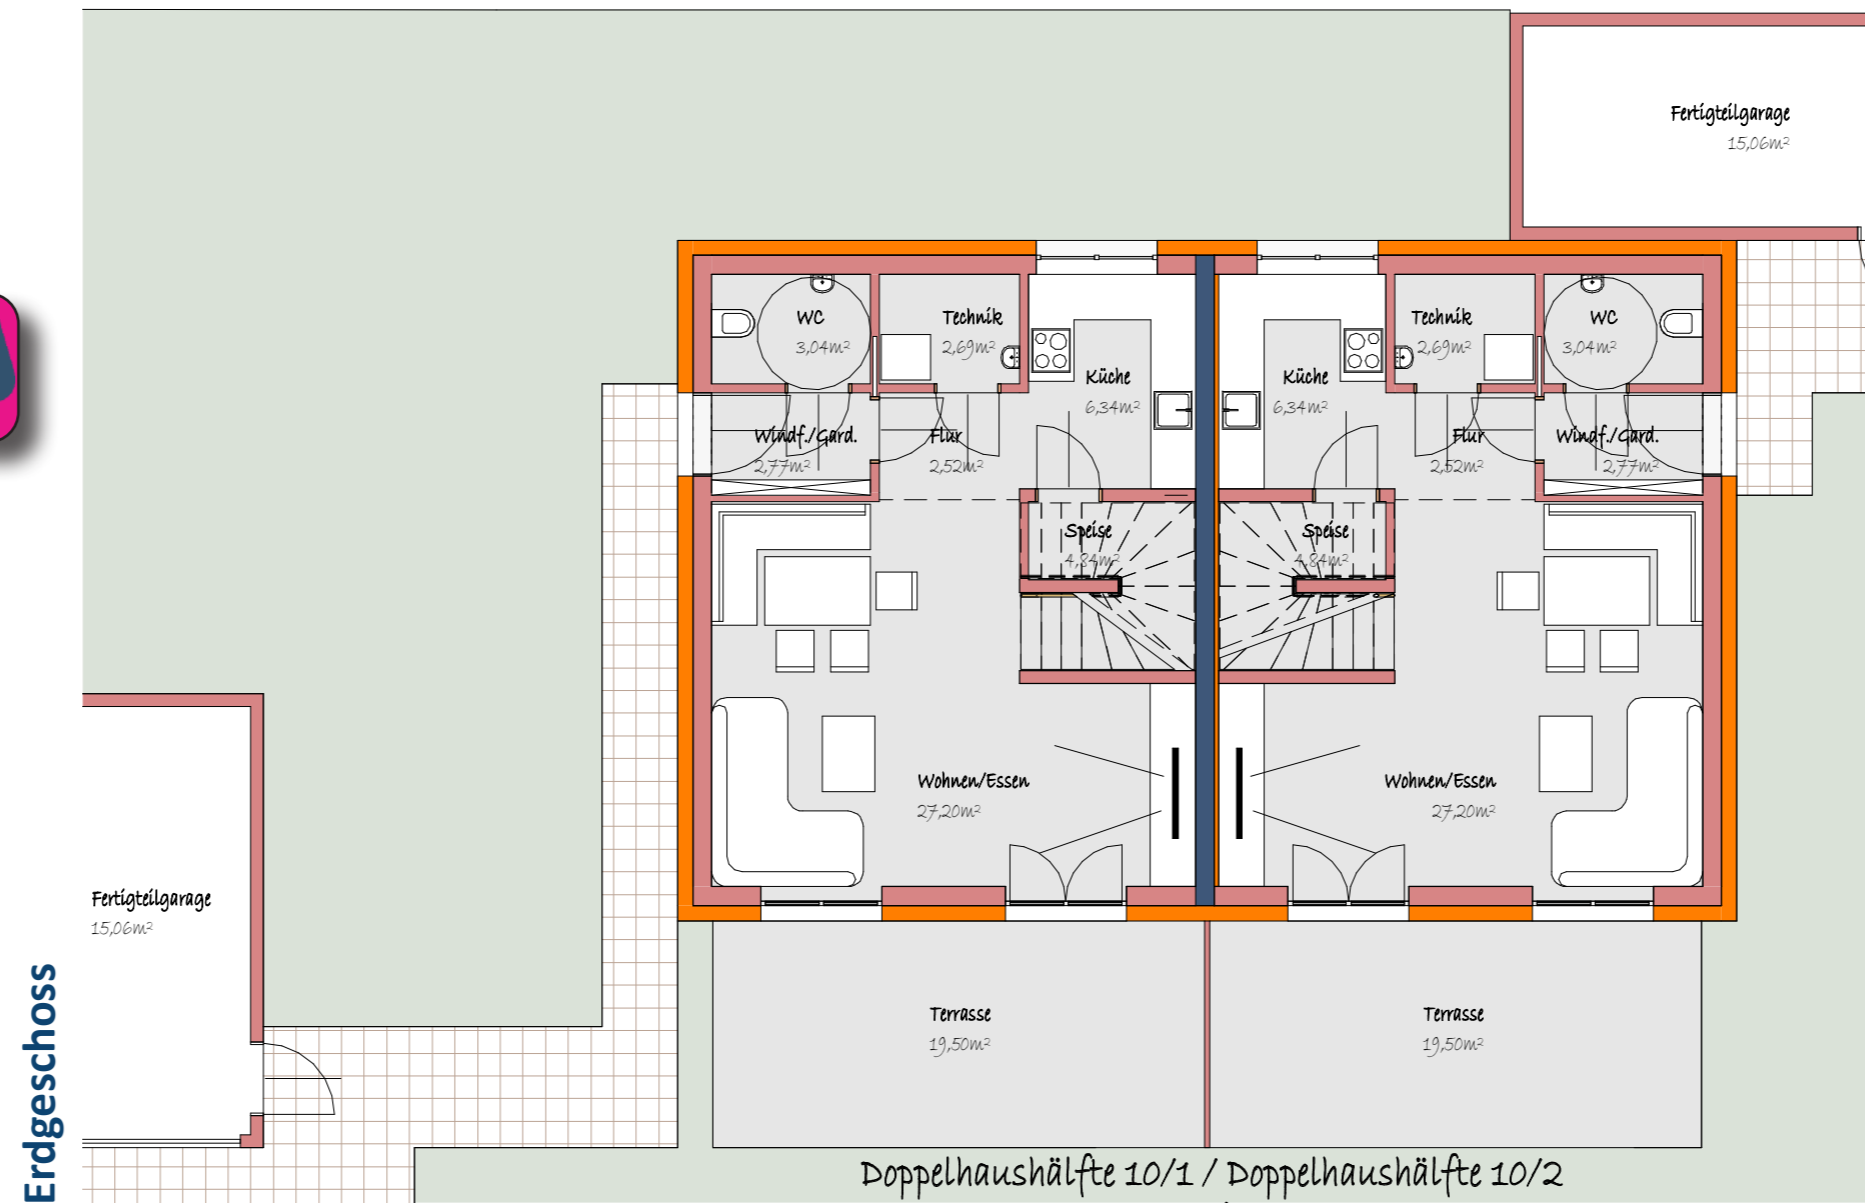 Fertigteilgarage
15,06m²
WC
3,04m²
Technik
2,69m²
Küche
6,34m²
Windf./Gard.
2,77m²
Flur
2,52m²
Speise
4,84m²
Wohnen/Essen
27,20m²
Küche
6,34m²
Technik
2,69m²
WC
3,04m²
Flur
2,52m²
Windf./Gard.
2,77m²
Speise
4,84m²
Wohnen/Essen
27,20m²
Fertigteilgarage
15,06m²
Terrasse
19,50m²
Terrasse
19,50m²
Erdgeschoss
Doppelhaushälfte 10/1 / Doppelhaushälfte 10/2